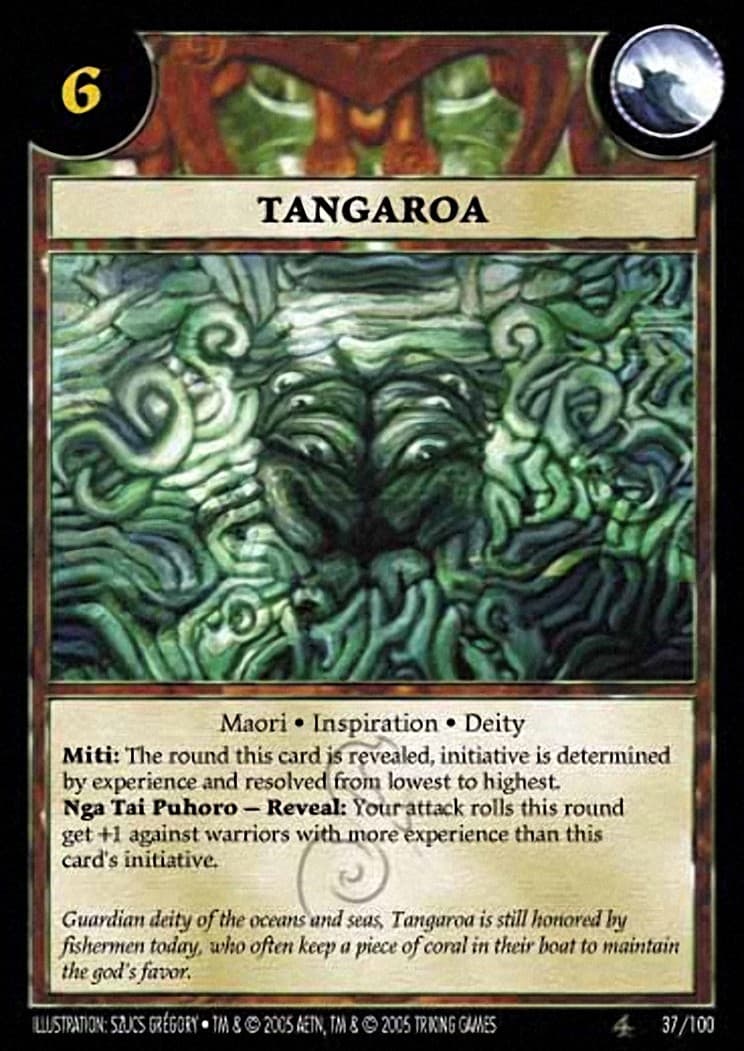 6
TANGAROA
Maori • Inspiration • Deity
Miti: The round this card is revealed, initiative is determined
by experience and resolved from lowest to highest.
Nga Tai Puhoro – Reveal: Your attack rolls this round
get +1 against warriors with more experience than this
card's initiative.
Guardian deity of the oceans and seas, Tangaroa is still honored by
fishermen today, who often keep a piece of coral in their boat to maintain
the god's favor.
ILLUSTRATION: SZUCS GRÉGORY • TM & © 2005 AETN, TM & © 2005 TRIKING GAMES
4 37/100